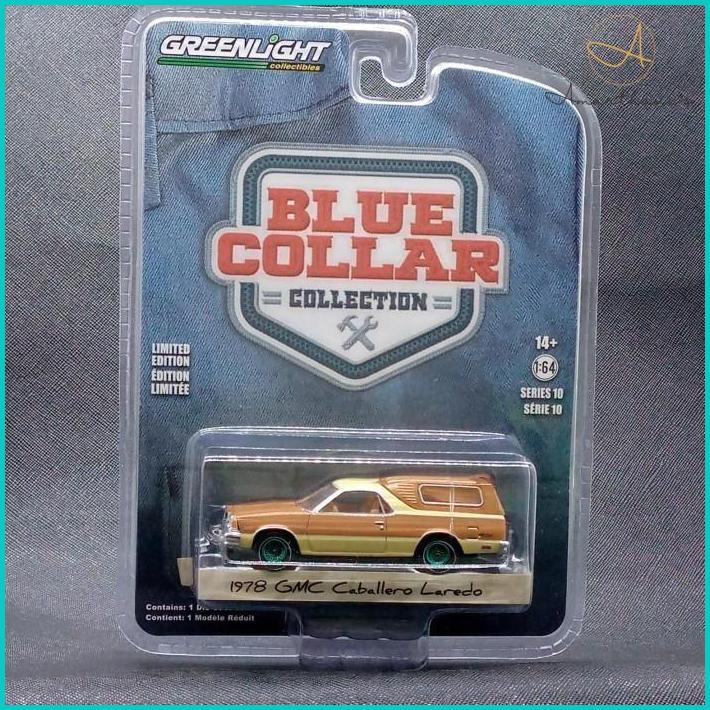 GREENLiGHT
collectibles
BLUE
COLLAR
COLLECTION
LIMITED
EDITION
ÉDITION
LIMITÉE
14+
1:64
SERIES 10
SÉRIE 10
1978 GMC Caballero Laredo
Contains: 1
Contient: 1 Modèle Réduit